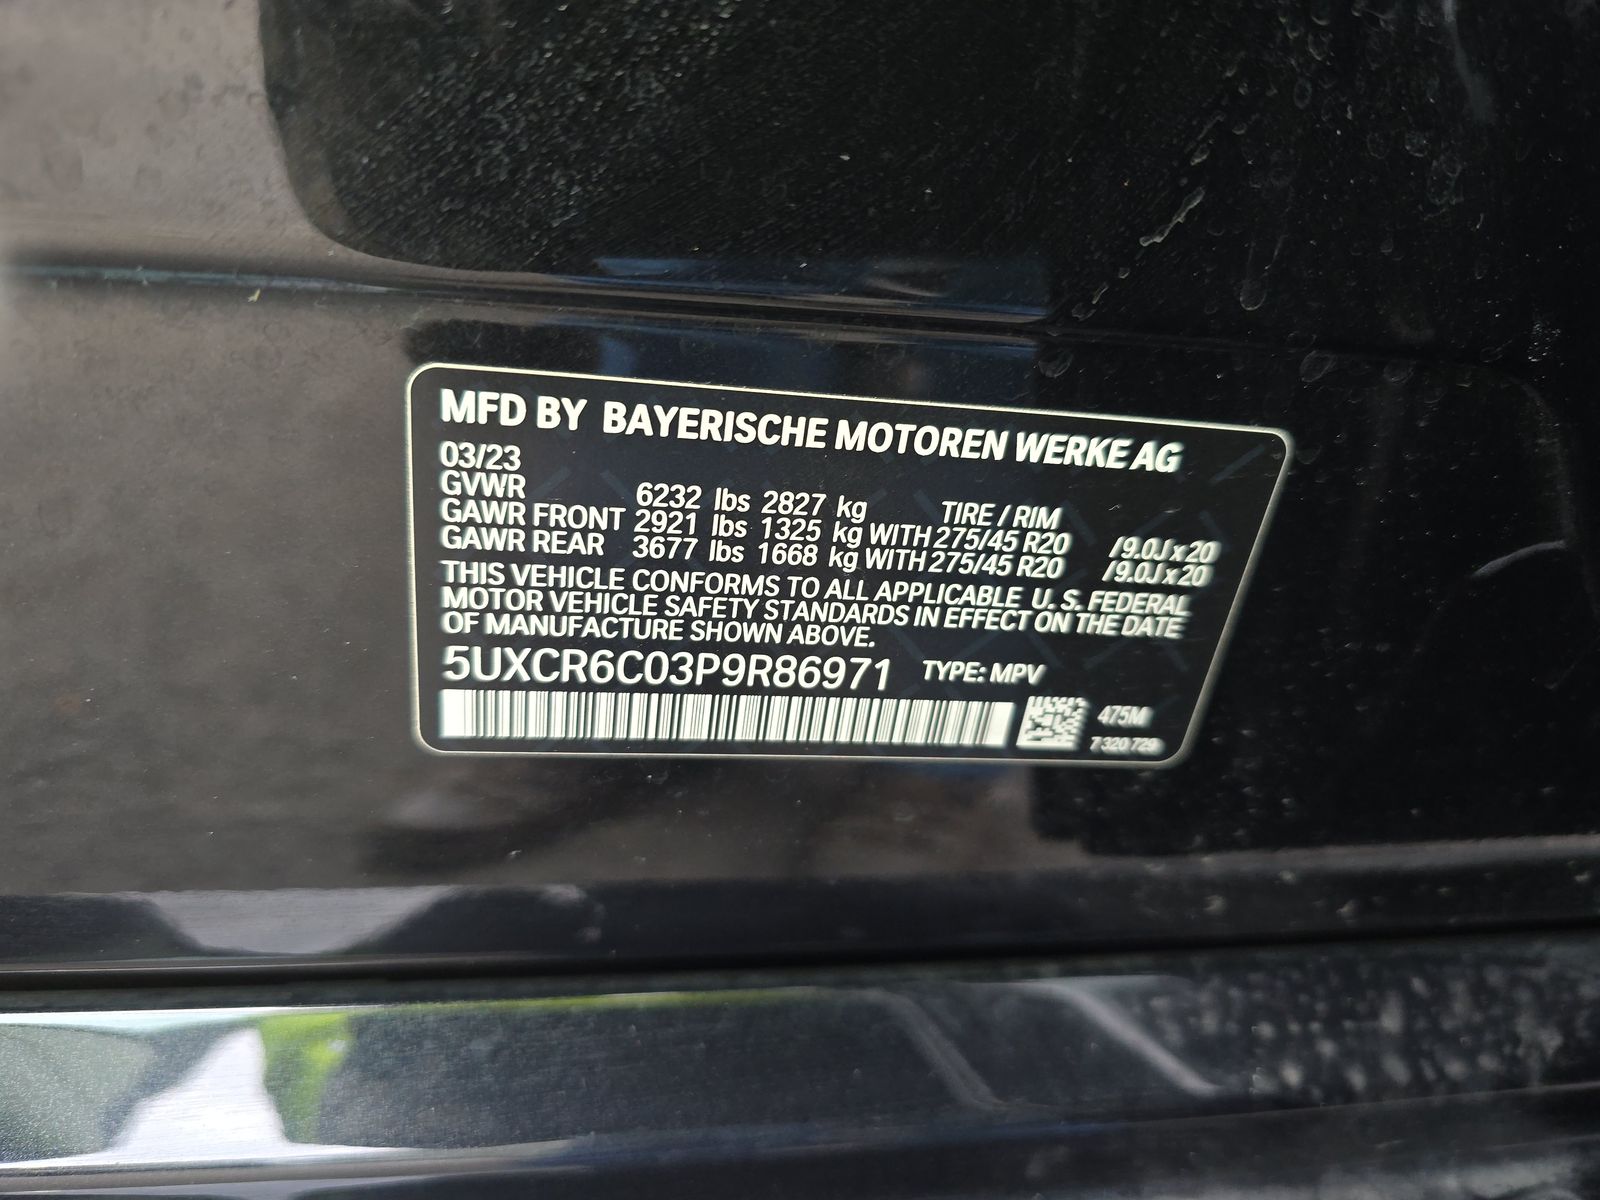 MFD BY BAYERISCHE MOTOREN WERKE AG
03/23
GVWR 6232 lbs 2827 kg TIRE / RIM
GAWR FRONT 2921 lbs 1325 kg WITH 275/45 R20 /9.0J x 20
GAWR REAR 3677 lbs 1668 kg WITH 275/45 R20 /9.0J x 20
THIS VEHICLE CONFORMS TO ALL APPLICABLE U. S. FEDERAL
MOTOR VEHICLE SAFETY STANDARDS IN EFFECT ON THE DATE
OF MANUFACTURE SHOWN ABOVE.
5UXCR6C03P9R86971 TYPE: MPV
475M
7 320 729